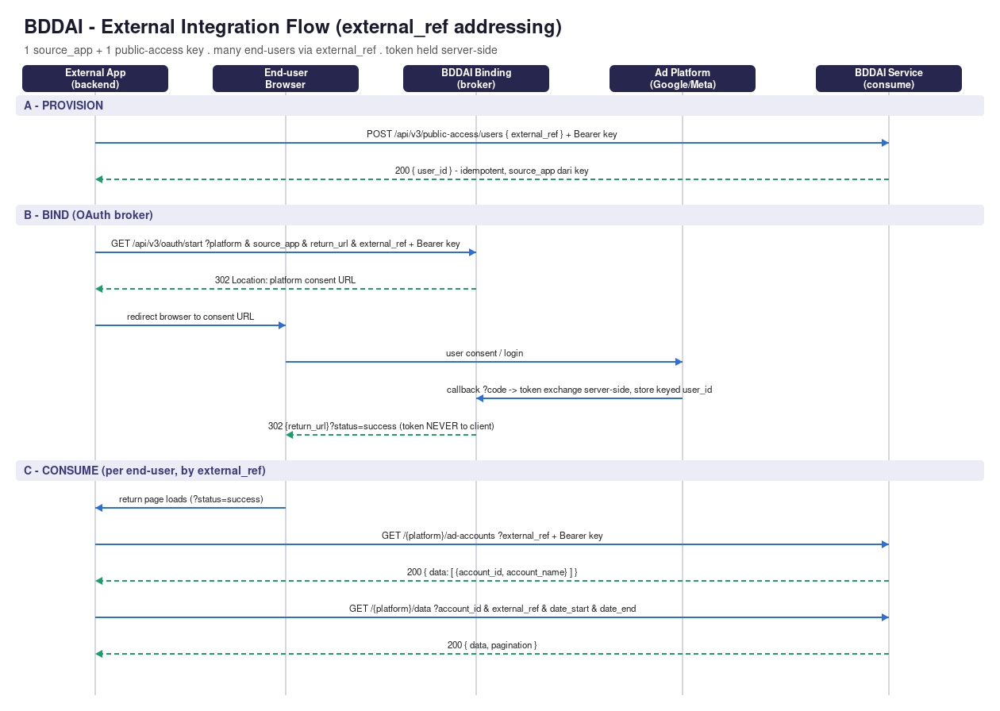 BDDAI - External Integration Flow (external_ref addressing)
1 source_app + 1 public-access key . many end-users via external_ref . token held server-side
External App
(backend)
End-user
Browser
BDDAI Binding
(broker)
Ad Platform
(Google/Meta)
BDDAI Service
(consume)
A - PROVISION
POST /api/v3/public-access/users { external_ref } + Bearer key
200 { user_id } - idempotent, source_app dari key
B - BIND (OAuth broker)
GET /api/v3/oauth/start ?platform & source_app & return_url & external_ref + Bearer key
302 Location: platform consent URL
redirect browser to consent URL
user consent / login
callback ?code -> token exchange server-side, store keyed user_id
302 {return_url}?status=success (token NEVER to client)
C - CONSUME (per end-user, by external_ref)
return page loads (?status=success)
GET /{platform}/ad-accounts ?external_ref + Bearer key
200 { data: [ {account_id, account_name} ] }
GET /{platform}/data ?account_id & external_ref & date_start & date_end
200 { data, pagination }